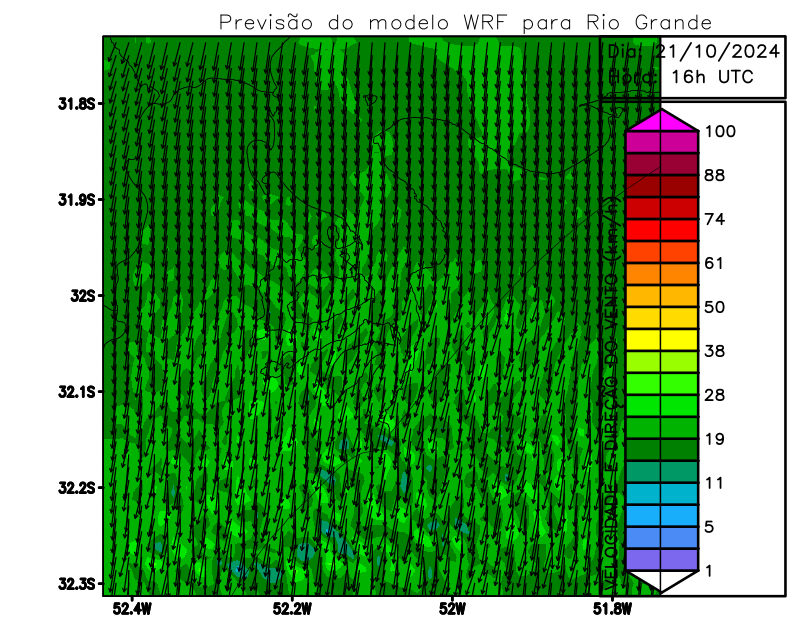 Previsão do modelo WRF para Rio Grande
Dia: 21/10/2024
Hora: 16h UTC
31.8S
31.9S
32S
32.1S
32.2S
32.3S
52.4W
52.2W
52W
51.8W
VELOCIDADE E DIREÇÃO DO VENTO (km/h)
100
88
74
61
50
38
28
19
11
5
1